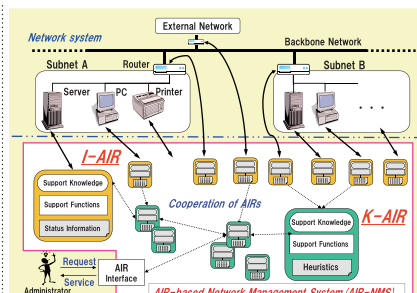 External Network
Network system
Backbone Network
Subnet A
Router
Subnet B
Server
PC
Printer
. . .
I-AIR
Support Knowledge
Support Functions
Status Information
Cooperation of AIRs
K-AIR
Support Knowledge
Support Functions
Heuristics
Request
Service
AIR
Interface
Administrator
AIR-based Network Management System (AIR-NMS)